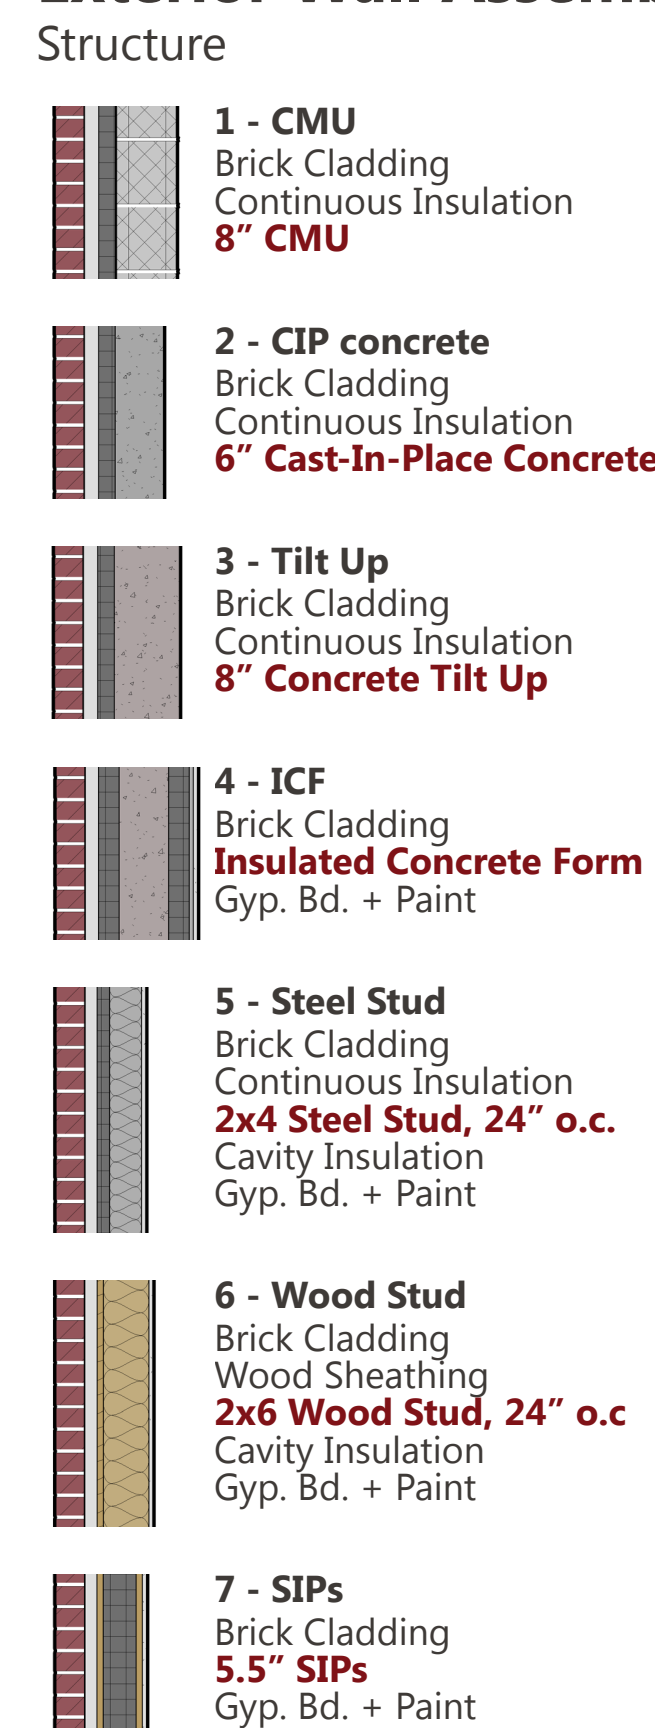 Exterior Wall Assemb
Structure
1 - CMU
Brick Cladding
Continuous Insulation
8” CMU
2 - CIP concrete
Brick Cladding
Continuous Insulation
6” Cast-In-Place Concrete
3 - Tilt Up
Brick Cladding
Continuous Insulation
8” Concrete Tilt Up
4 - ICF
Brick Cladding
Insulated Concrete Form
Gyp. Bd. + Paint
5 - Steel Stud
Brick Cladding
Continuous Insulation
2x4 Steel Stud, 24” o.c.
Cavity Insulation
Gyp. Bd. + Paint
6 - Wood Stud
Brick Cladding
Wood Sheathing
2x6 Wood Stud, 24” o.c
Cavity Insulation
Gyp. Bd. + Paint
7 - SIPs
Brick Cladding
5.5” SIPs
Gyp. Bd. + Paint